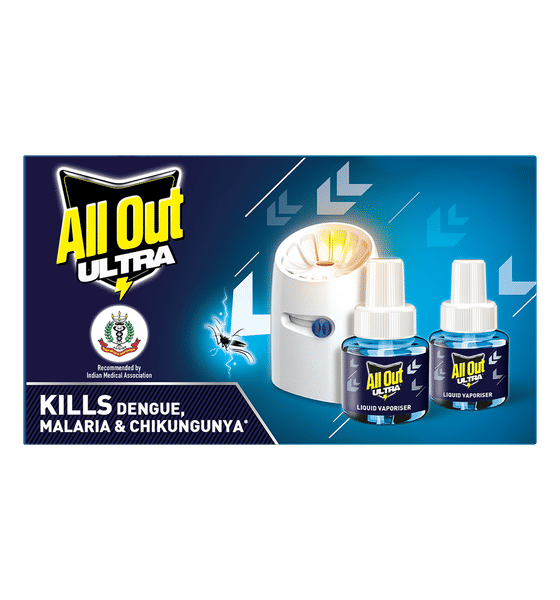 All Out
ULTRA
Recommended by
Indian Medical Association
KILLS DENGUE,
MALARIA & CHIKUNGUNYA*
All Out
ULTRA
LIQUID VAPORISER
All Out
ULTRA
LIQUID VAPORISER